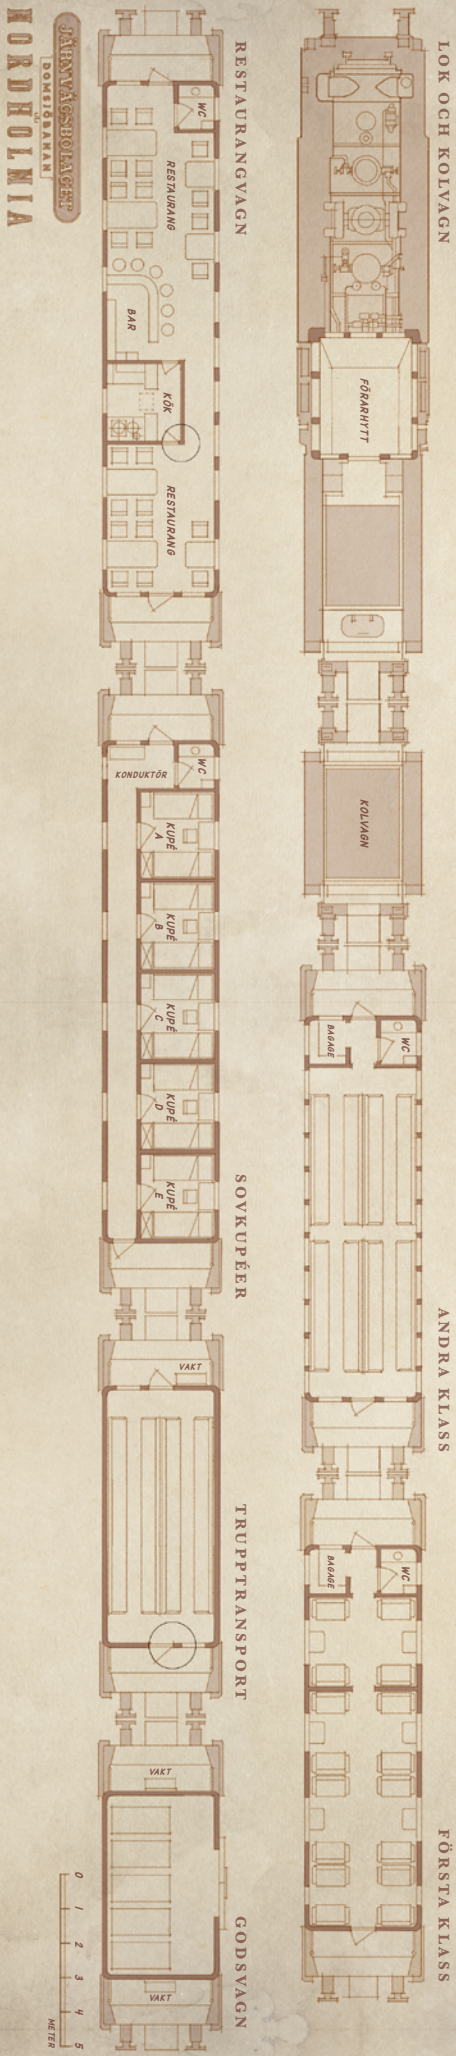 LOK OCH KOLVAGN
FÖRARHYTT
KOLVAGN
ANDRA KLASS
BAGAGE
WC
FÖRSTA KLASS
BAGAGE
WC
RESTAURANGVAGN
WC
RESTAURANG
BAR
KÖK
RESTAURANG
SOVKUPÉER
KONDUKTÖR
WC
KUPÉ
A
KUPÉ
B
KUPÉ
C
KUPÉ
D
KUPÉ
E
TRUPPTRANSPORT
VAKT
GODSVAGN
VAKT
VAKT
0 1 2 3 4 5
METER
JÄRNVÄGSBOLAGET
DOMSJÖBANAN
NORDHOLNIA